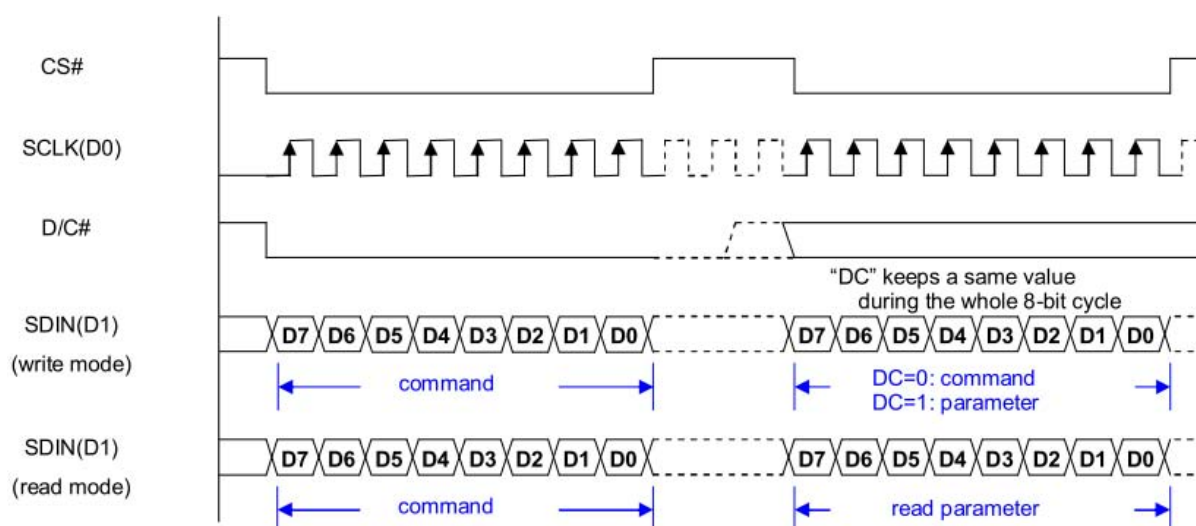 CS#
SCLK(D0)
D/C#
“DC” keeps a same value
during the whole 8-bit cycle
SDIN(D1)
(write mode)
D7 D6 D5 D4 D3 D2 D1 D0
D7 D6 D5 D4 D3 D2 D1 D0
command
DC=0: command
DC=1: parameter
SDIN(D1)
(read mode)
D7 D6 D5 D4 D3 D2 D1 D0
D7 D6 D5 D4 D3 D2 D1 D0
command
read parameter